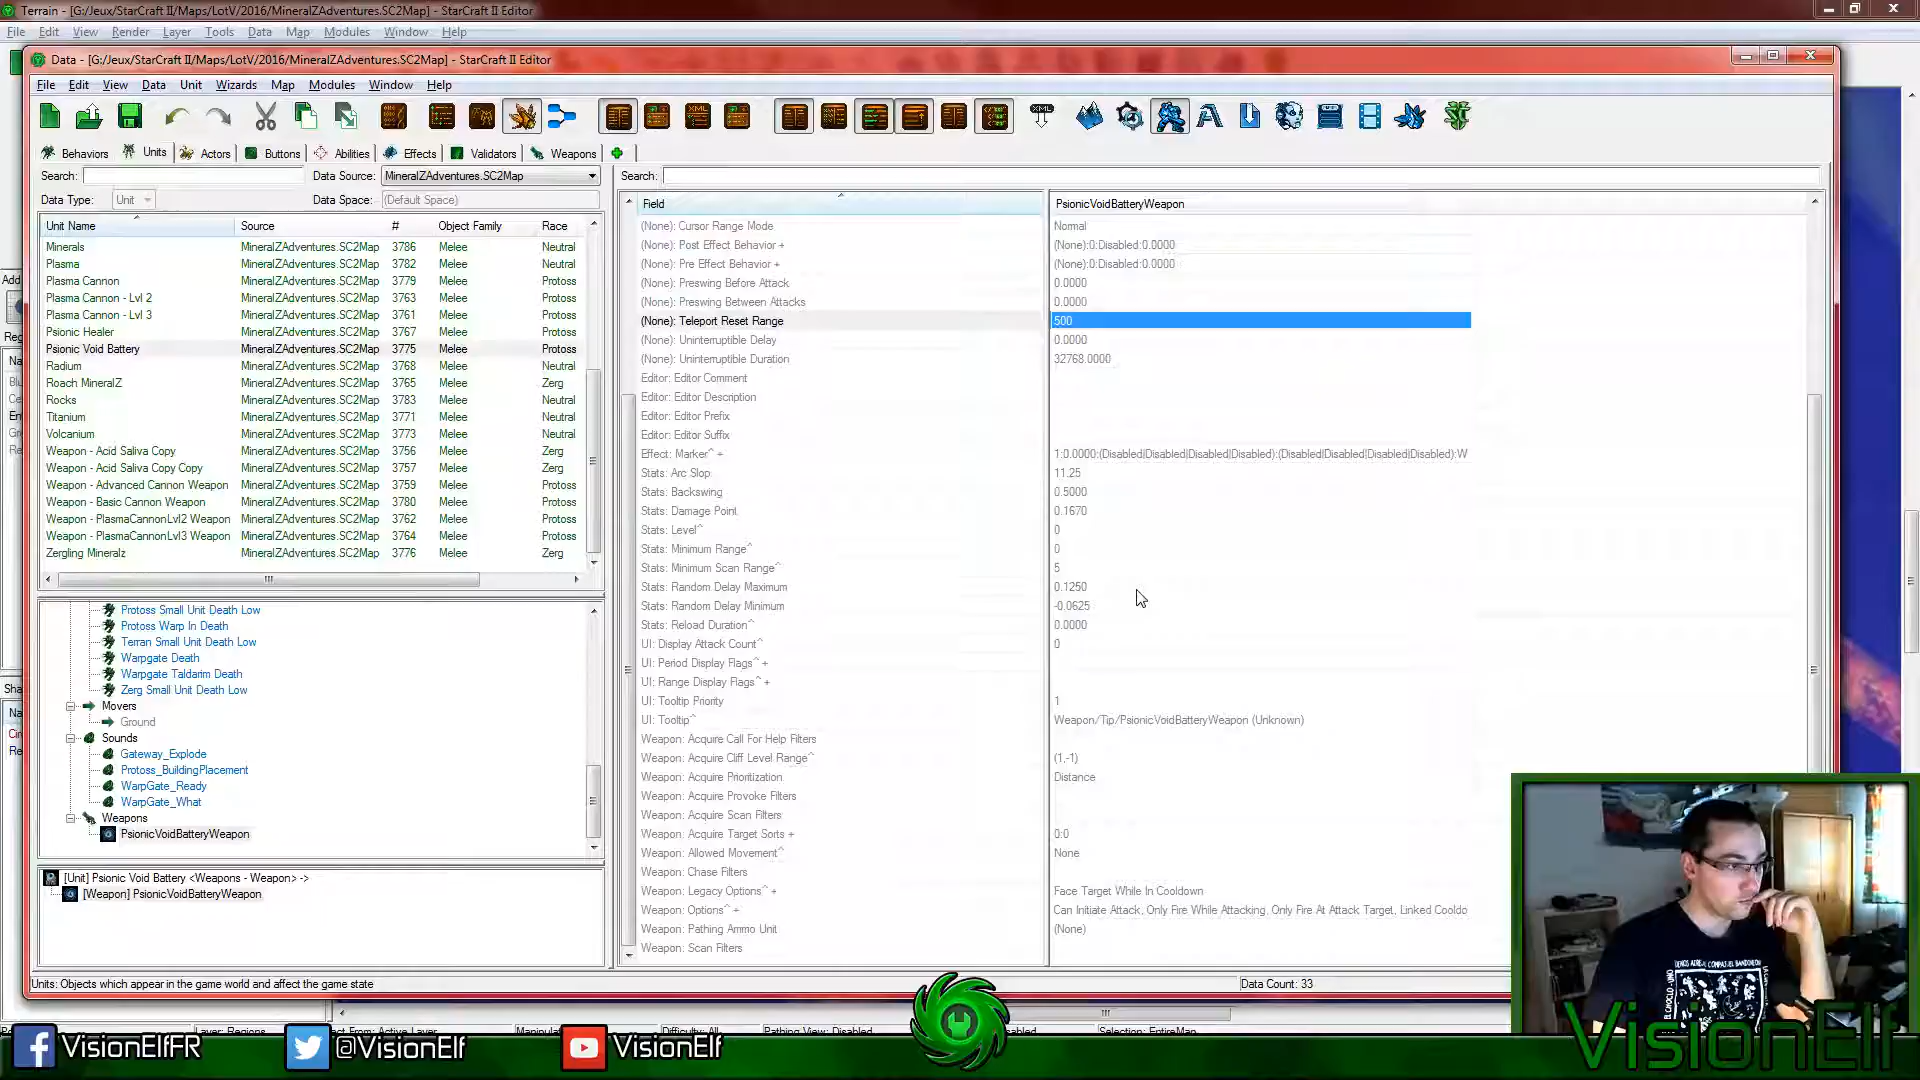 Terrain - [G:/Jeux/StarCraft II/Maps/LotV/2016/MineralZAdventures.SC2Map] - StarCraft II Editor
File Edit View Render Layer Tools Data Map Modules Window Help
Data - [G:/Jeux/StarCraft II/Maps/LotV/2016/MineralZAdventures.SC2Map] - StarCraft II Editor
File Edit View Data Unit Wizards Map Modules Window Help
XML
Behaviors Units Actors Buttons Abilities Effects Validators Weapons
Search: Data Source: MineralZAdventures.SC2Map
Data Type: Unit Data Space: (Default Space)
Unit Name Source # Object Family Race
Minerals MineralZAdventures.SC2Map 3786 Melee Neutral
Plasma MineralZAdventures.SC2Map 3782 Melee Neutral
Plasma Cannon MineralZAdventures.SC2Map 3779 Melee Protoss
Plasma Cannon - Lvl 2 MineralZAdventures.SC2Map 3763 Melee Protoss
Plasma Cannon - Lvl 3 MineralZAdventures.SC2Map 3761 Melee Protoss
Psionic Healer MineralZAdventures.SC2Map 3767 Melee Protoss
Psionic Void Battery MineralZAdventures.SC2Map 3775 Melee Protoss
Radium MineralZAdventures.SC2Map 3768 Melee Neutral
Roach MineralZ MineralZAdventures.SC2Map 3765 Melee Zerg
Rocks MineralZAdventures.SC2Map 3783 Melee Neutral
Titanium MineralZAdventures.SC2Map 3771 Melee Neutral
Volcanium MineralZAdventures.SC2Map 3773 Melee Neutral
Weapon - Acid Saliva Copy MineralZAdventures.SC2Map 3756 Melee Zerg
Weapon - Acid Saliva Copy Copy MineralZAdventures.SC2Map 3757 Melee Zerg
Weapon - Advanced Cannon Weapon MineralZAdventures.SC2Map 3759 Melee Protoss
Weapon - Basic Cannon Weapon MineralZAdventures.SC2Map 3780 Melee Protoss
Weapon - PlasmaCannonLvl2 Weapon MineralZAdventures.SC2Map 3762 Melee Protoss
Weapon - PlasmaCannonLvl3 Weapon MineralZAdventures.SC2Map 3764 Melee Protoss
Zergling Mineralz MineralZAdventures.SC2Map 3776 Melee Zerg
Protoss Small Unit Death Low
Protoss Warp In Death
Terran Small Unit Death Low
Warpgate Death
Warpgate Taldarim Death
Zerg Small Unit Death Low
Movers
Ground
Sounds
Gateway_Explode
Protoss_BuildingPlacement
WarpGate_Ready
WarpGate_What
Weapons
PsionicVoidBatteryWeapon
[Unit] Psionic Void Battery <Weapons - Weapon> ->
[Weapon] PsionicVoidBatteryWeapon
Search:
Field PsionicVoidBatteryWeapon
(None): Cursor Range Mode Normal
(None): Post Effect Behavior + (None):0:Disabled:0.0000
(None): Pre Effect Behavior + (None):0:Disabled:0.0000
(None): Preswing Before Attack 0.0000
(None): Preswing Between Attacks 0.0000
(None): Teleport Reset Range 500
(None): Uninterruptible Delay 0.0000
(None): Uninterruptible Duration 32768.0000
Editor: Editor Comment
Editor: Editor Description
Editor: Editor Prefix
Editor: Editor Suffix
Effect: Marker^ + 1:0.0000:(Disabled|Disabled|Disabled|Disabled):(Disabled|Disabled|Disabled|Disabled):W
Stats: Arc Slop 11.25
Stats: Backswing 0.5000
Stats: Damage Point 0.1670
Stats: Level^ 0
Stats: Minimum Range^ 0
Stats: Minimum Scan Range^ 5
Stats: Random Delay Maximum 0.1250
Stats: Random Delay Minimum -0.0625
Stats: Reload Duration^ 0.0000
UI: Display Attack Count^ 0
UI: Period Display Flags^ +
UI: Range Display Flags^ +
UI: Tooltip Priority 1
UI: Tooltip^ Weapon/Tip/PsionicVoidBatteryWeapon (Unknown)
Weapon: Acquire Call For Help Filters
Weapon: Acquire Cliff Level Range^ (1,-1)
Weapon: Acquire Prioritization Distance
Weapon: Acquire Provoke Filters
Weapon: Acquire Scan Filters
Weapon: Acquire Target Sorts + 0:0
Weapon: Allowed Movement^ None
Weapon: Chase Filters
Weapon: Legacy Options^ + Face Target While In Cooldown
Weapon: Options^ + Can Initiate Attack, Only Fire While Attacking, Only Fire At Attack Target, Linked Cooldo
Weapon: Pathing Ammo Unit (None)
Weapon: Scan Filters
Units: Objects which appear in the game world and affect the game state Data Count: 33
VisionElfFR @VisionElf VisionElf
VisionElf